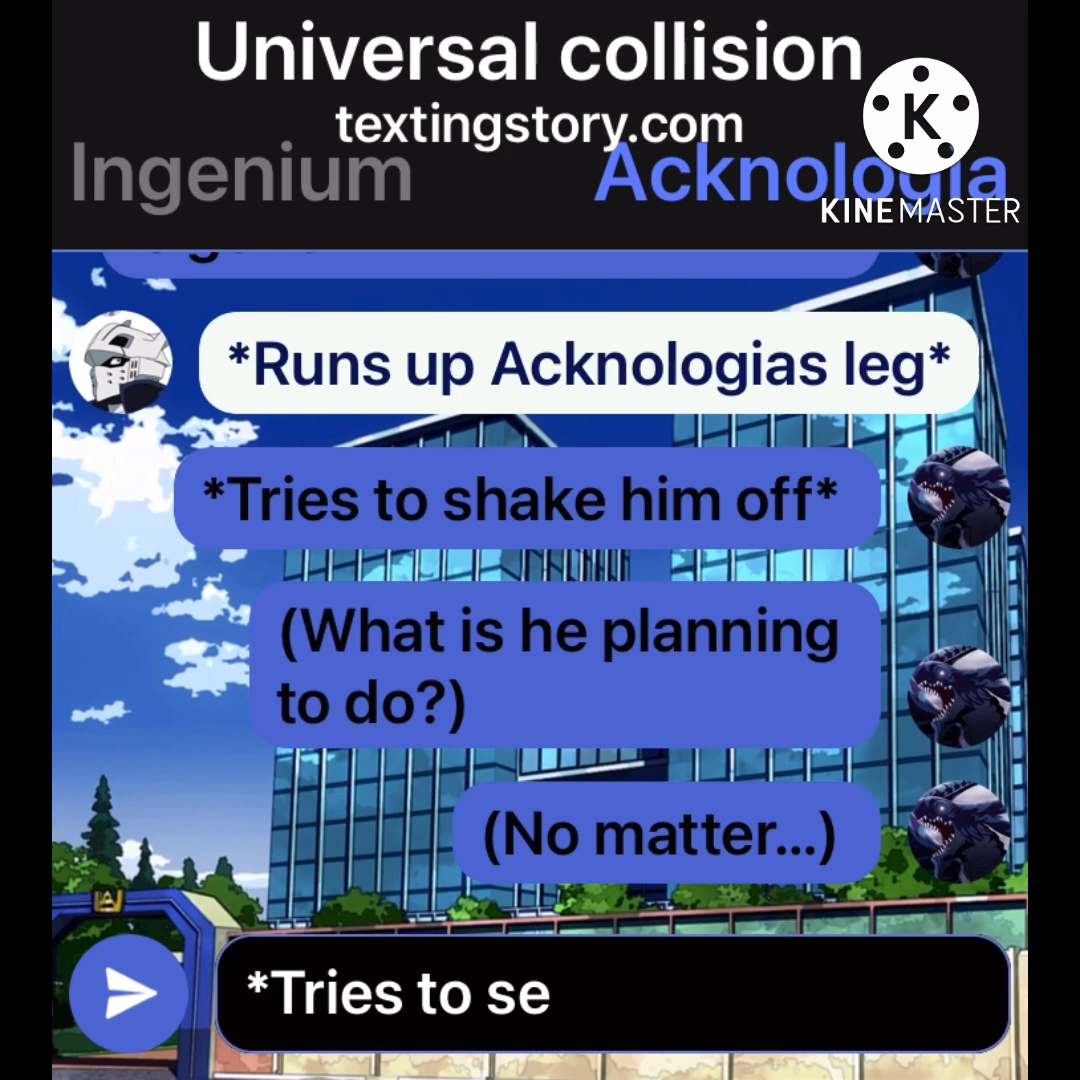 Universal collision
textingstory.com
K
Ingenium
Acknologia
KINEMASTER
*Runs up Acknologias leg*
*Tries to shake him off*
(What is he planning
to do?)
(No matter...)
*Tries to se